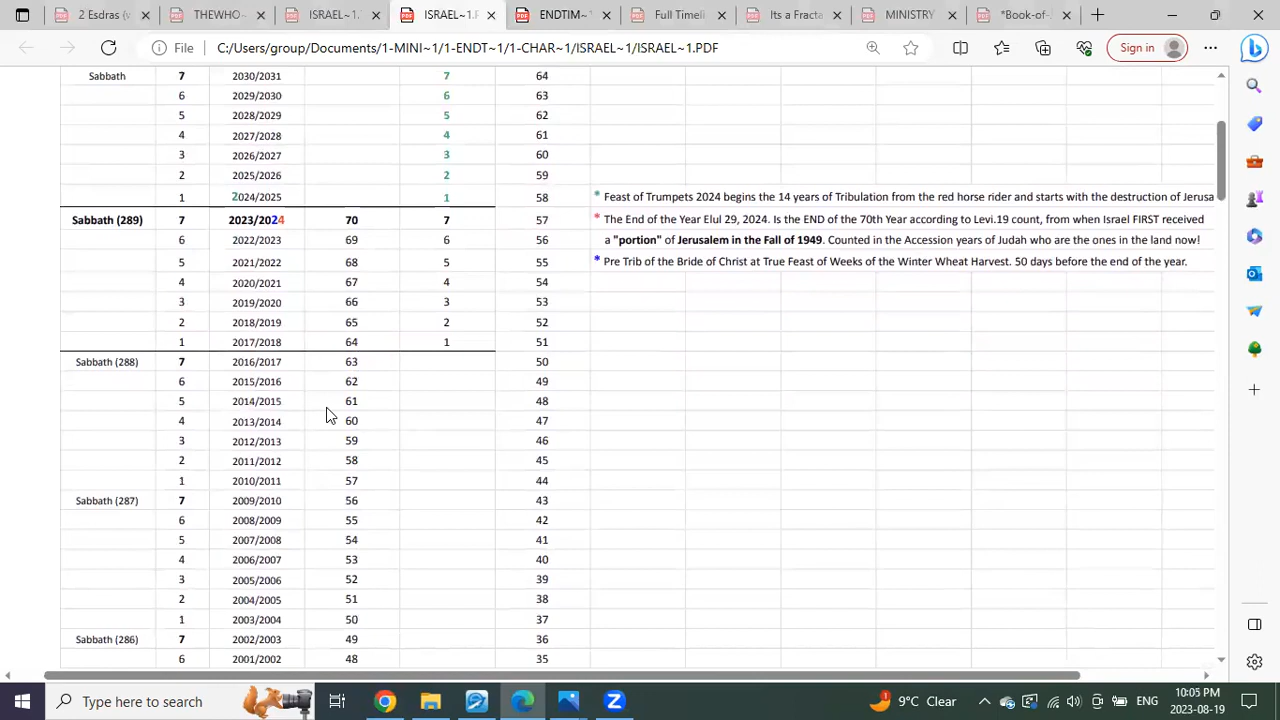 2 Esdras (v
THEWHO
ISRAEL~1.
ISRAEL~1.P
ENDTIM~
Full Timeli
Its a Fracta
MINISTRY
*Book-of-
File C:/Users/group/Documents/1-MINI~1/1-ENDT~1/1-CHAR~1/ISRAEL~1/ISRAEL~1.PDF
Sign in
Sabbath 7 2030/2031 7 64
6 2029/2030 6 63
5 2028/2029 5 62
4 2027/2028 4 61
3 2026/2027 3 60
2 2025/2026 2 59
1 2024/2025 1 58 * Feast of Trumpets 2024 begins the 14 years of Tribulation from the red horse rider and starts with the destruction of Jerusa
Sabbath (289) 7 2023/2024 70 7 57 * The End of the Year Elul 29, 2024. Is the END of the 70th Year according to Levi.19 count, from when Israel FIRST received
6 2022/2023 69 6 56 a "portion" of Jerusalem in the Fall of 1949. Counted in the Accession years of Judah who are the ones in the land now!
5 2021/2022 68 5 55 * Pre Trib of the Bride of Christ at True Feast of Weeks of the Winter Wheat Harvest. 50 days before the end of the year.
4 2020/2021 67 4 54
3 2019/2020 66 3 53
2 2018/2019 65 2 52
1 2017/2018 64 1 51
Sabbath (288) 7 2016/2017 63 50
6 2015/2016 62 49
5 2014/2015 61 48
4 2013/2014 60 47
3 2012/2013 59 46
2 2011/2012 58 45
1 2010/2011 57 44
Sabbath (287) 7 2009/2010 56 43
6 2008/2009 55 42
5 2007/2008 54 41
4 2006/2007 53 40
3 2005/2006 52 39
2 2004/2005 51 38
1 2003/2004 50 37
Sabbath (286) 7 2002/2003 49 36
6 2001/2002 48 35
Type here to search
1
9°C Clear
ENG
10:05 PM
2023-08-19